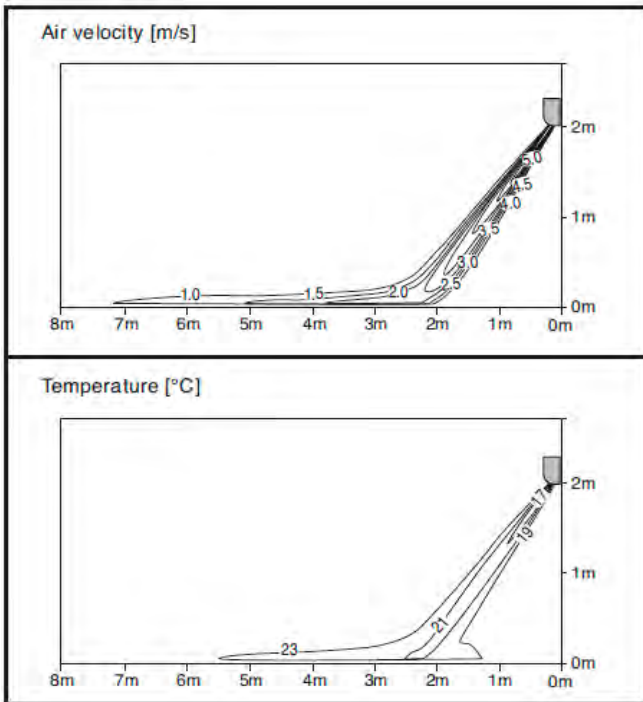 Air velocity [m/s]
2m
5.0
4.5
4.0
1m
3.5
3.0
2.5
1.0 1.5 2.0
0m
8m 7m 6m 5m 4m 3m 2m 1m 0m
Temperature [°C]
2m
17
19
1m
21
23
0m
8m 7m 6m 5m 4m 3m 2m 1m 0m